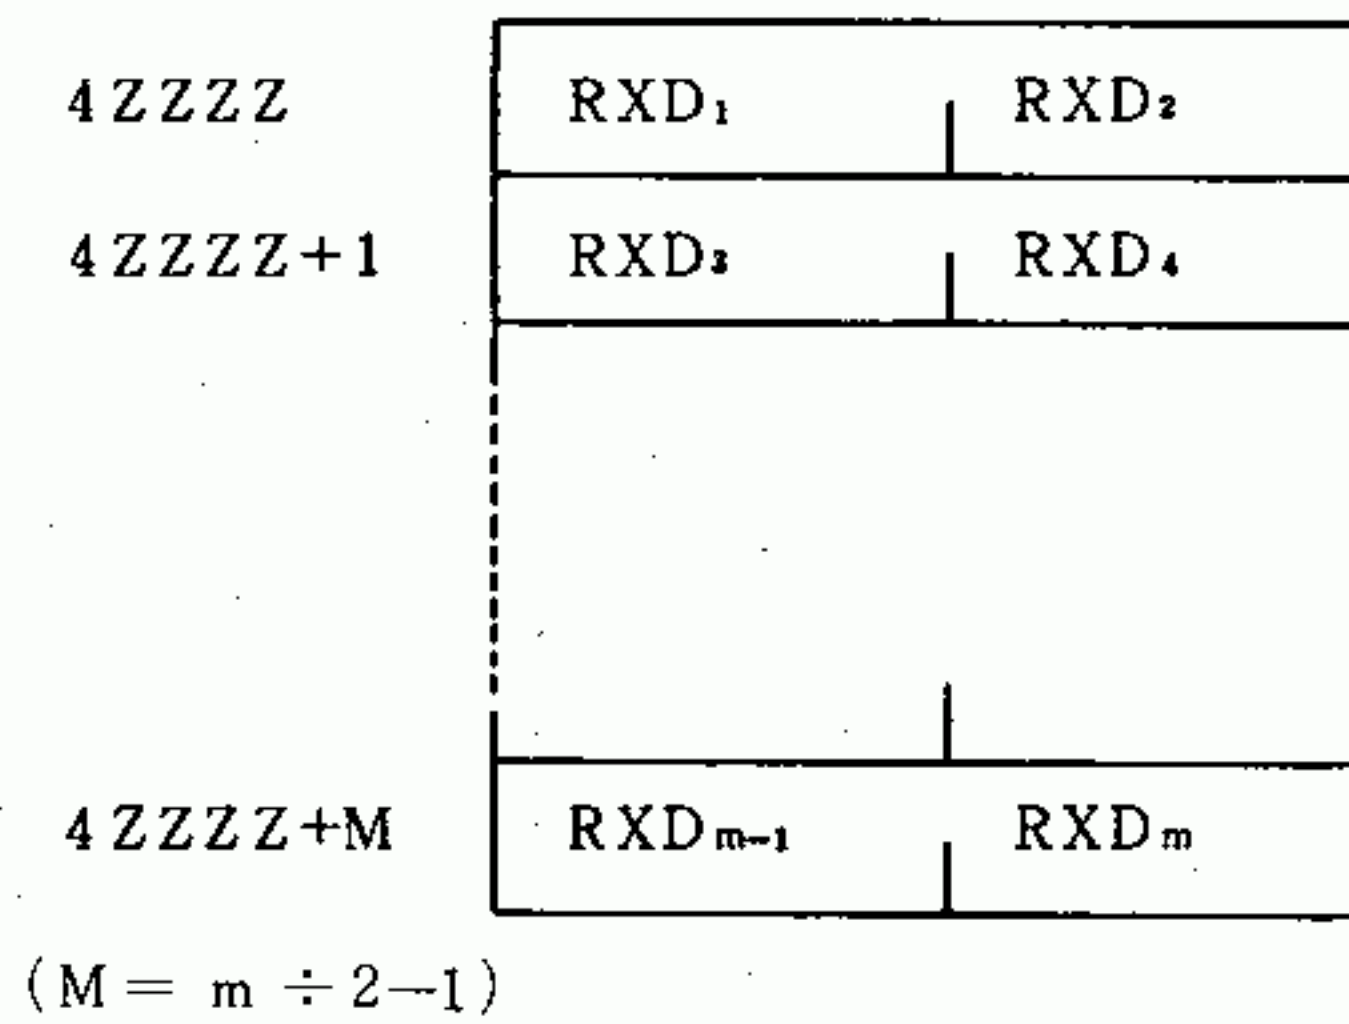 4ZZZZ RXD₁ RXD₂
4ZZZZ+1 RXD₃ RXD₄
4ZZZZ+M RXDₘ₋₁ RXDₘ
(M= m ÷2−1)